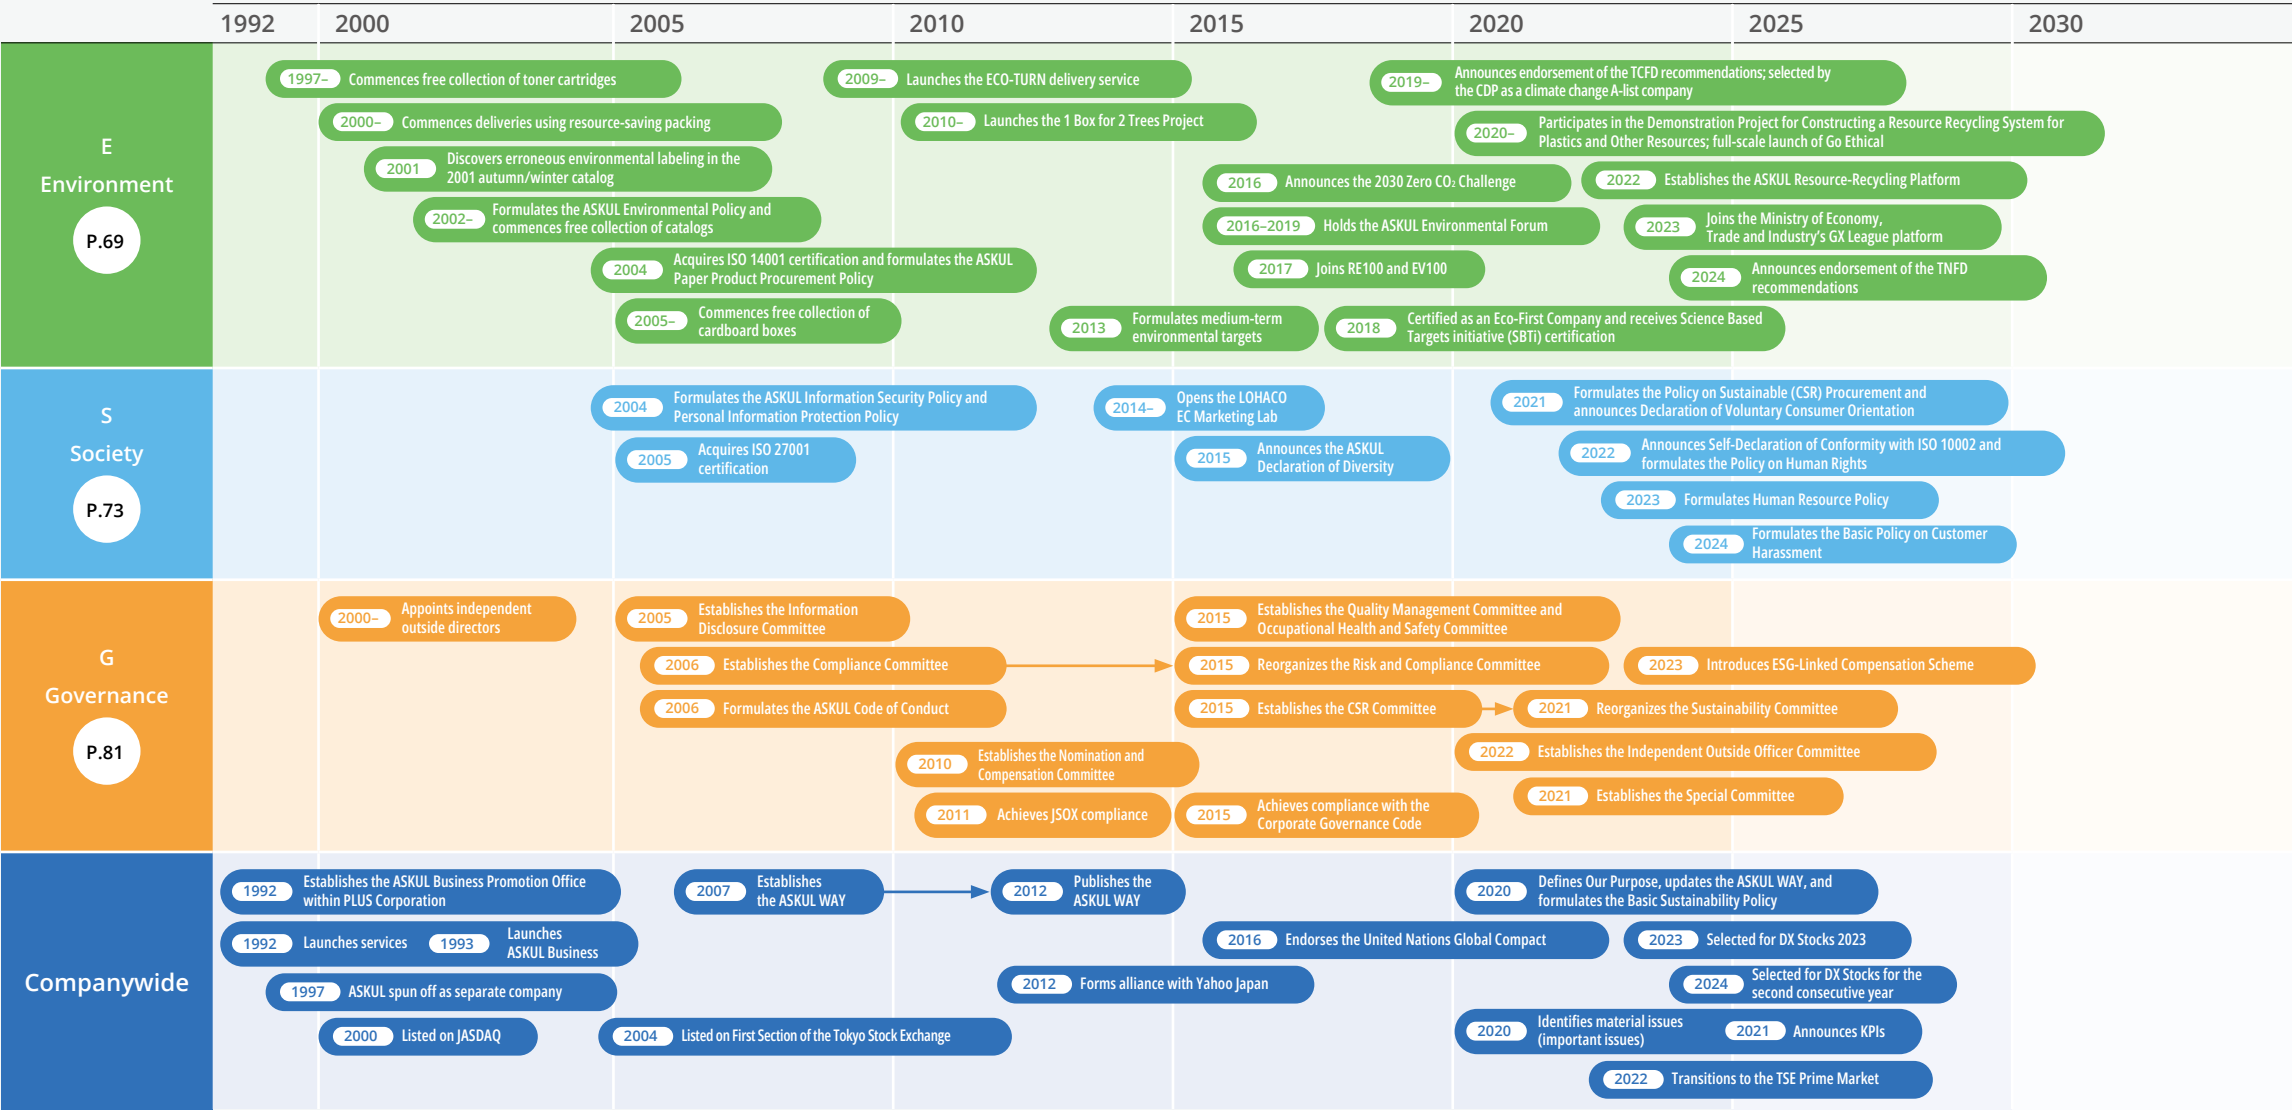 1992
2000
2005
2010
2015
2020
2025
2030
E
Environment
P.69
1997– Commences free collection of toner cartridges
2000– Commences deliveries using resource-saving packing
2001 Discovers erroneous environmental labeling in the
2001 autumn/winter catalog
2002– Formulates the ASKUL Environmental Policy and
commences free collection of catalogs
2004 Acquires ISO 14001 certification and formulates the ASKUL
Paper Product Procurement Policy
2005– Commences free collection of
cardboard boxes
2009– Launches the ECO-TURN delivery service
2010– Launches the 1 Box for 2 Trees Project
2013 Formulates medium-term
environmental targets
2016 Announces the 2030 Zero CO₂ Challenge
2016–2019 Holds the ASKUL Environmental Forum
2017 Joins RE100 and EV100
2018 Certified as an Eco-First Company and receives Science Based
Targets initiative (SBTi) certification
2019– Announces endorsement of the TCFD recommendations; selected by
the CDP as a climate change A-list company
2020– Participates in the Demonstration Project for Constructing a Resource Recycling System for
Plastics and Other Resources; full-scale launch of Go Ethical
2022 Establishes the ASKUL Resource-Recycling Platform
2023 Joins the Ministry of Economy,
Trade and Industry's GX League platform
2024 Announces endorsement of the TNFD
recommendations
S
Society
P.73
2004 Formulates the ASKUL Information Security Policy and
Personal Information Protection Policy
2005 Acquires ISO 27001
certification
2014– Opens the LOHACO
EC Marketing Lab
2015 Announces the ASKUL
Declaration of Diversity
2021 Formulates the Policy on Sustainable (CSR) Procurement and
announces Declaration of Voluntary Consumer Orientation
2022 Announces Self-Declaration of Conformity with ISO 10002 and
formulates the Policy on Human Rights
2023 Formulates Human Resource Policy
2024 Formulates the Basic Policy on Customer
Harassment
G
Governance
P.81
2000– Appoints independent
outside directors
2005 Establishes the Information
Disclosure Committee
2006 Establishes the Compliance Committee
2006 Formulates the ASKUL Code of Conduct
2010 Establishes the Nomination and
Compensation Committee
2011 Achieves JSOX compliance
2015 Establishes the Quality Management Committee and
Occupational Health and Safety Committee
2015 Reorganizes the Risk and Compliance Committee
2023 Introduces ESG-Linked Compensation Scheme
2015 Establishes the CSR Committee
2021 Reorganizes the Sustainability Committee
2022 Establishes the Independent Outside Officer Committee
2021 Establishes the Special Committee
2015 Achieves compliance with the
Corporate Governance Code
Companywide
1992 Establishes the ASKUL Business Promotion Office
within PLUS Corporation
1992 Launches services
1993 Launches
ASKUL Business
1997 ASKUL spun off as separate company
2000 Listed on JASDAQ
2004 Listed on First Section of the Tokyo Stock Exchange
2007 Establishes
the ASKUL WAY
2012 Publishes the
ASKUL WAY
2012 Forms alliance with Yahoo Japan
2016 Endorses the United Nations Global Compact
2020 Defines Our Purpose, updates the ASKUL WAY, and
formulates the Basic Sustainability Policy
2023 Selected for DX Stocks 2023
2024 Selected for DX Stocks for the
second consecutive year
2020 Identifies material issues
(important issues)
2021 Announces KPIs
2022 Transitions to the TSE Prime Market